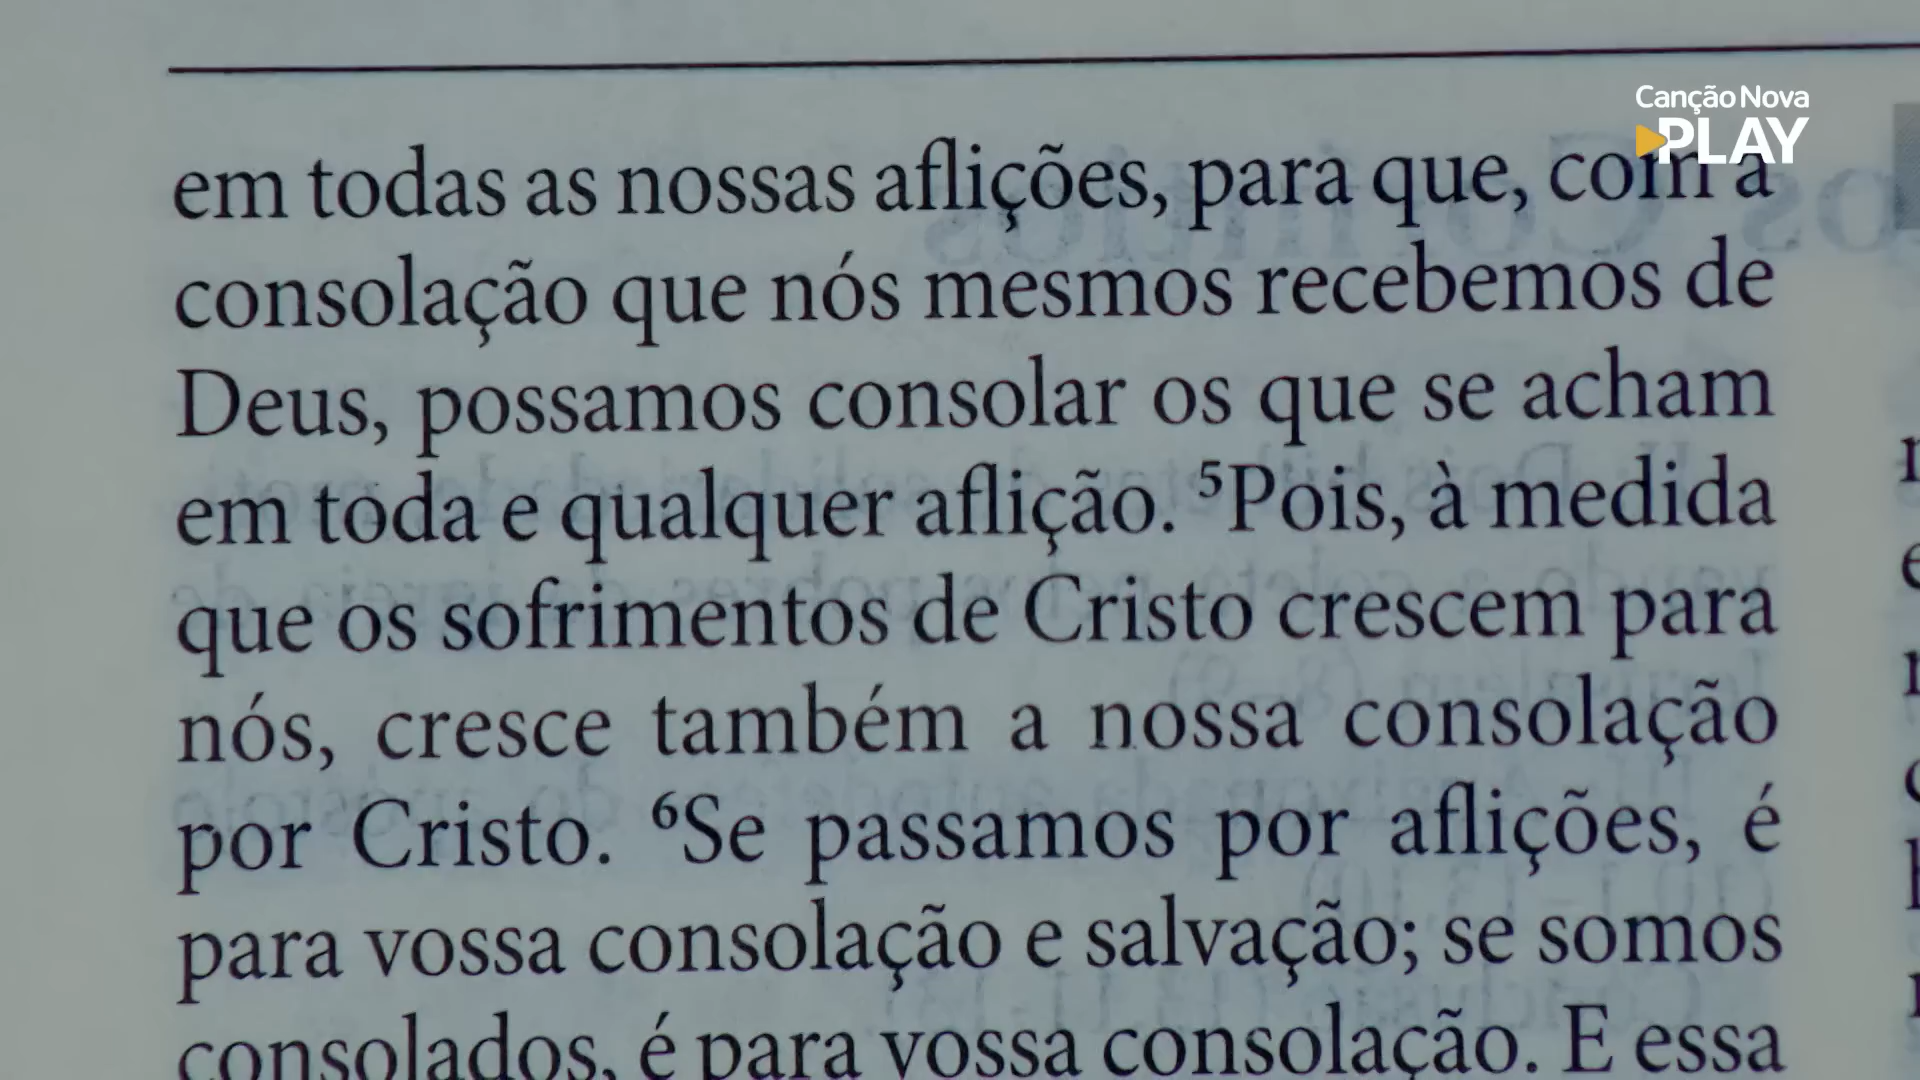 Canção Nova
PLAY
em todas as nossas aflições, para que, com a
consolação que nós mesmos recebemos de
Deus, possamos consolar os que se acham
em toda e qualquer aflição. ⁵Pois, à medida
que os sofrimentos de Cristo crescem para
nós, cresce também a nossa consolação
por Cristo. ⁶Se passamos por aflições, é
para vossa consolação e salvação; se somos
consolados, é para vossa consolação. E essa